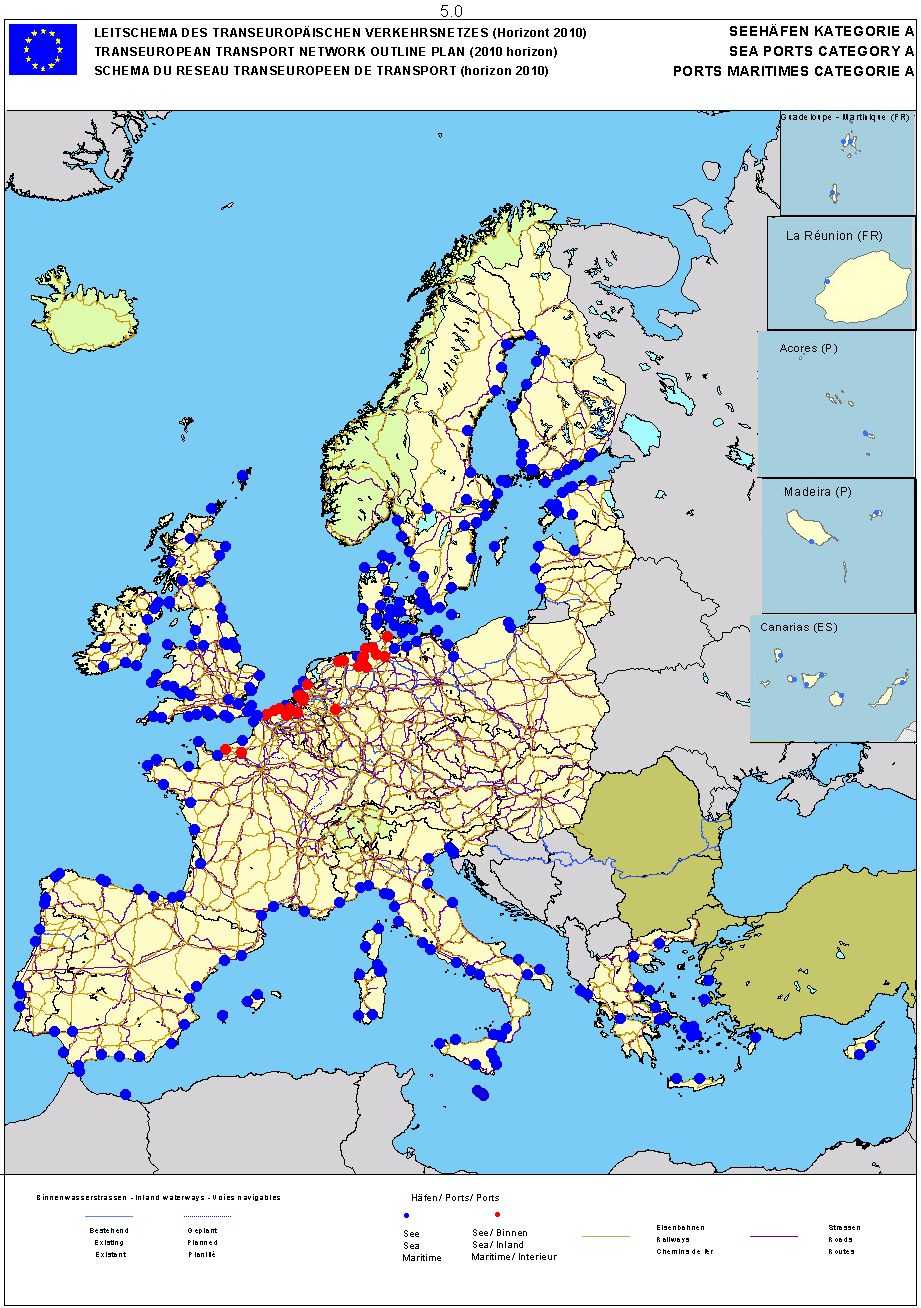 5.0
LEITSCHEMA DES TRANSEUROPÄISCHEN VERKEHRSNETZES (Horizont 2010)
TRANSEUROPEAN TRANSPORT NETWORK OUTLINE PLAN (2010 horizon)
SCHEMA DU RESEAU TRANSEUROPEEN DE TRANSPORT (horizon 2010)
SEEHÄFEN KATEGORIE A
SEA PORTS CATEGORY A
PORTS MARITIMES CATEGORIE A
Guadeloupe - Martinique (FR)
La Réunion (FR)
Acores (P)
Madeira (P)
Canarias (ES)
Binnenwasserstrassen - Inland waterways - Voies navigables
Bestehend
Existing
Existant
Geplant
Planned
Planifié
Häfen/ Ports/ Ports
See
Sea
Maritime
See/ Binnen
Sea/ Inland
Maritime/ Interieur
Eisenbahnen
Railways
Chemins de fer
Strassen
Roads
Routes